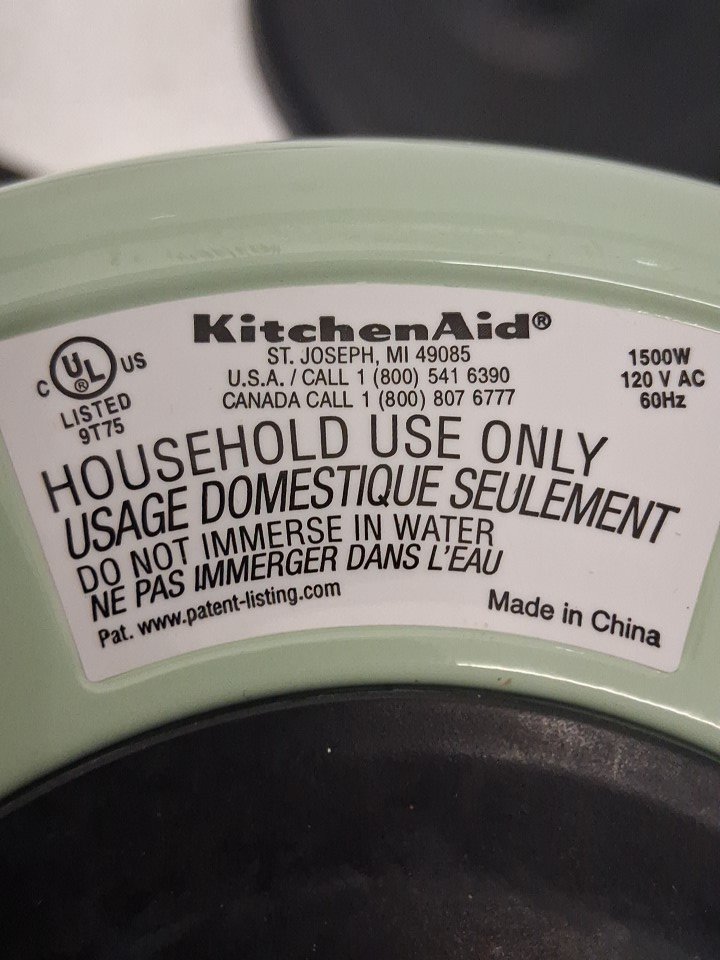 KitchenAid®
ST. JOSEPH, MI 49085
U.S.A. / CALL 1 (800) 541 6390
CANADA CALL 1 (800) 807 6777
C UL ® US
LISTED
9T75
1500W
120 V AC
60Hz
HOUSEHOLD USE ONLY
USAGE DOMESTIQUE SEULEMENT
DO NOT IMMERSE IN WATER
NE PAS IMMERGER DANS L'EAU
Pat. www.patent-listing.com
Made in China